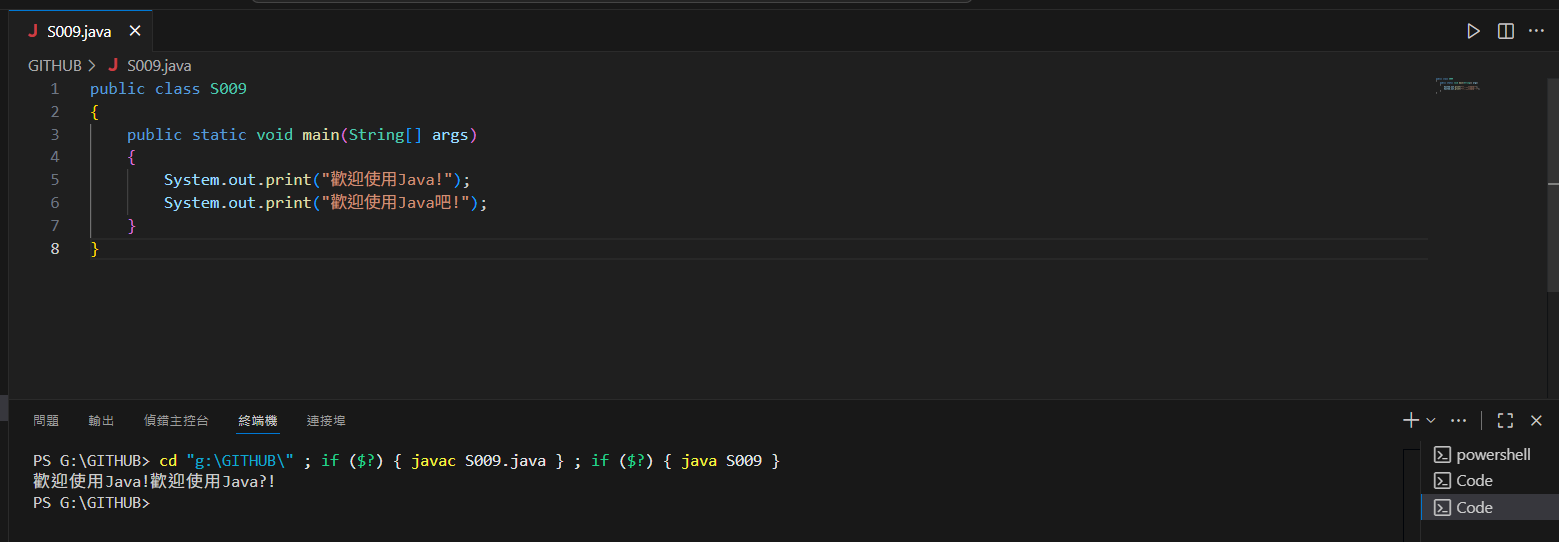 J S009.java ×
GITHUB > J S009.java
1 public class S009
2 {
3     public static void main(String[] args)
4     {
5         System.out.print("歡迎使用Java!");
6         System.out.print("歡迎使用Java吧!");
7     }
8 }
問題 輸出 偵錯主控台 終端機 連接埠
PS G:\GITHUB> cd "g:\GITHUB\" ; if ($?) { javac S009.java } ; if ($?) { java S009 }
歡迎使用Java!歡迎使用Java?!
PS G:\GITHUB>
powershell
Code
Code